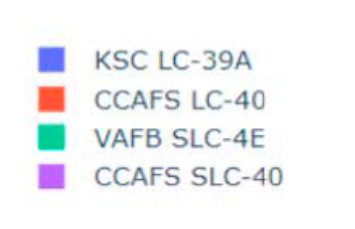 KSC LC-39A
CCAFS LC-40
VAFB SLC-4E
CCAFS SLC-40